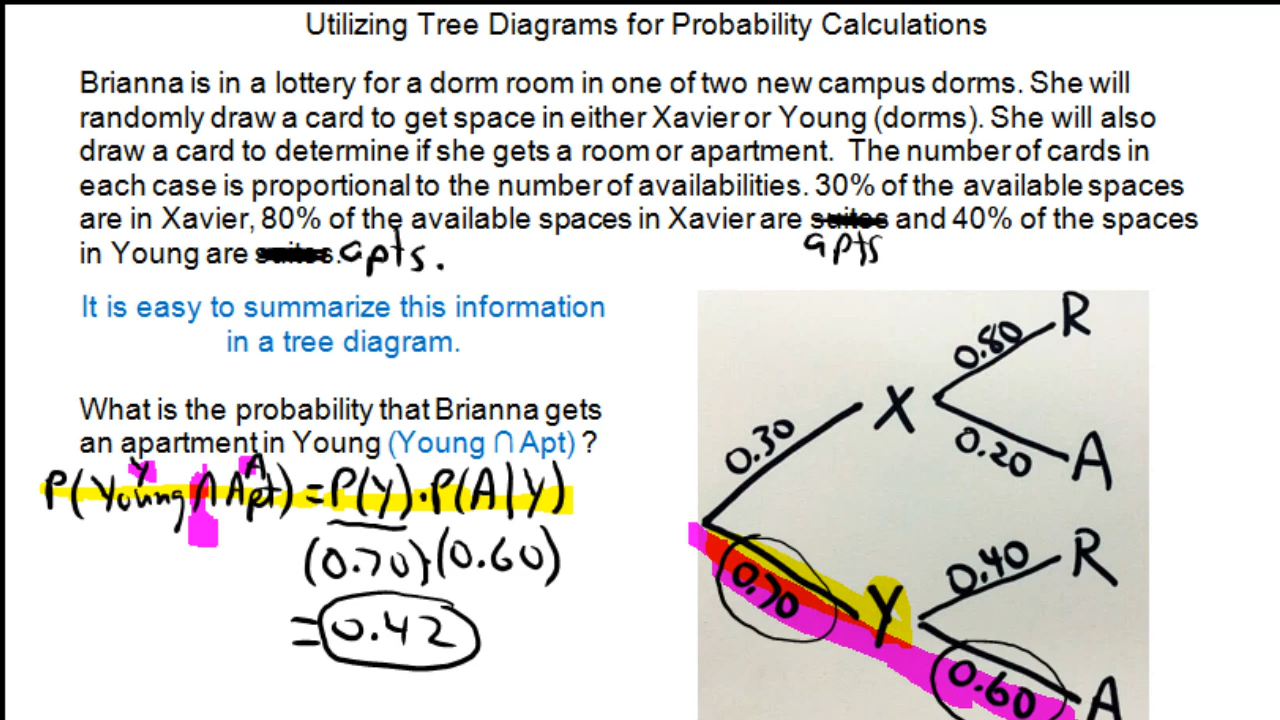 Utilizing Tree Diagrams for Probability Calculations
Brianna is in a lottery for a dorm room in one of two new campus dorms. She will
randomly draw a card to get space in either Xavier or Young (dorms). She will also
draw a card to determine if she gets a room or apartment. The number of cards in
each case is proportional to the number of availabilities. 30% of the available spaces
are in Xavier, 80% of the available spaces in Xavier are suites and 40% of the spaces
apts
in Young are s. apts.
It is easy to summarize this information
in a tree diagram.
What is the probability that Brianna gets
an apartment in Young (Young ∩ Apt) ?
Y A
P(Young ∩ Apt) = P(Y) · P(A|Y)
(0.70)·(0.60)
= 0.42
0.80 R
0.30 X
0.20 A
0.70 Y
0.40 R
0.60 A